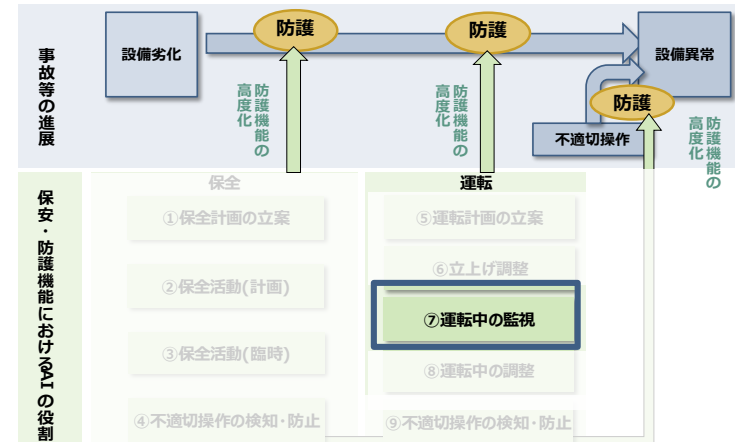 事故等の進展
設備劣化
防護
防護
設備異常
防護
不適切操作
防護機能の
高度化
防護機能の
高度化
防護機能の
高度化
保安・防護機能におけるAIの役割
保全
①保全計画の立案
②保全活動(計画)
③保全活動(臨時)
④不適切操作の検知・防止
運転
⑤運転計画の立案
⑥立上げ調整
⑦運転中の監視
⑧運転中の調整
⑨不適切操作の検知・防止